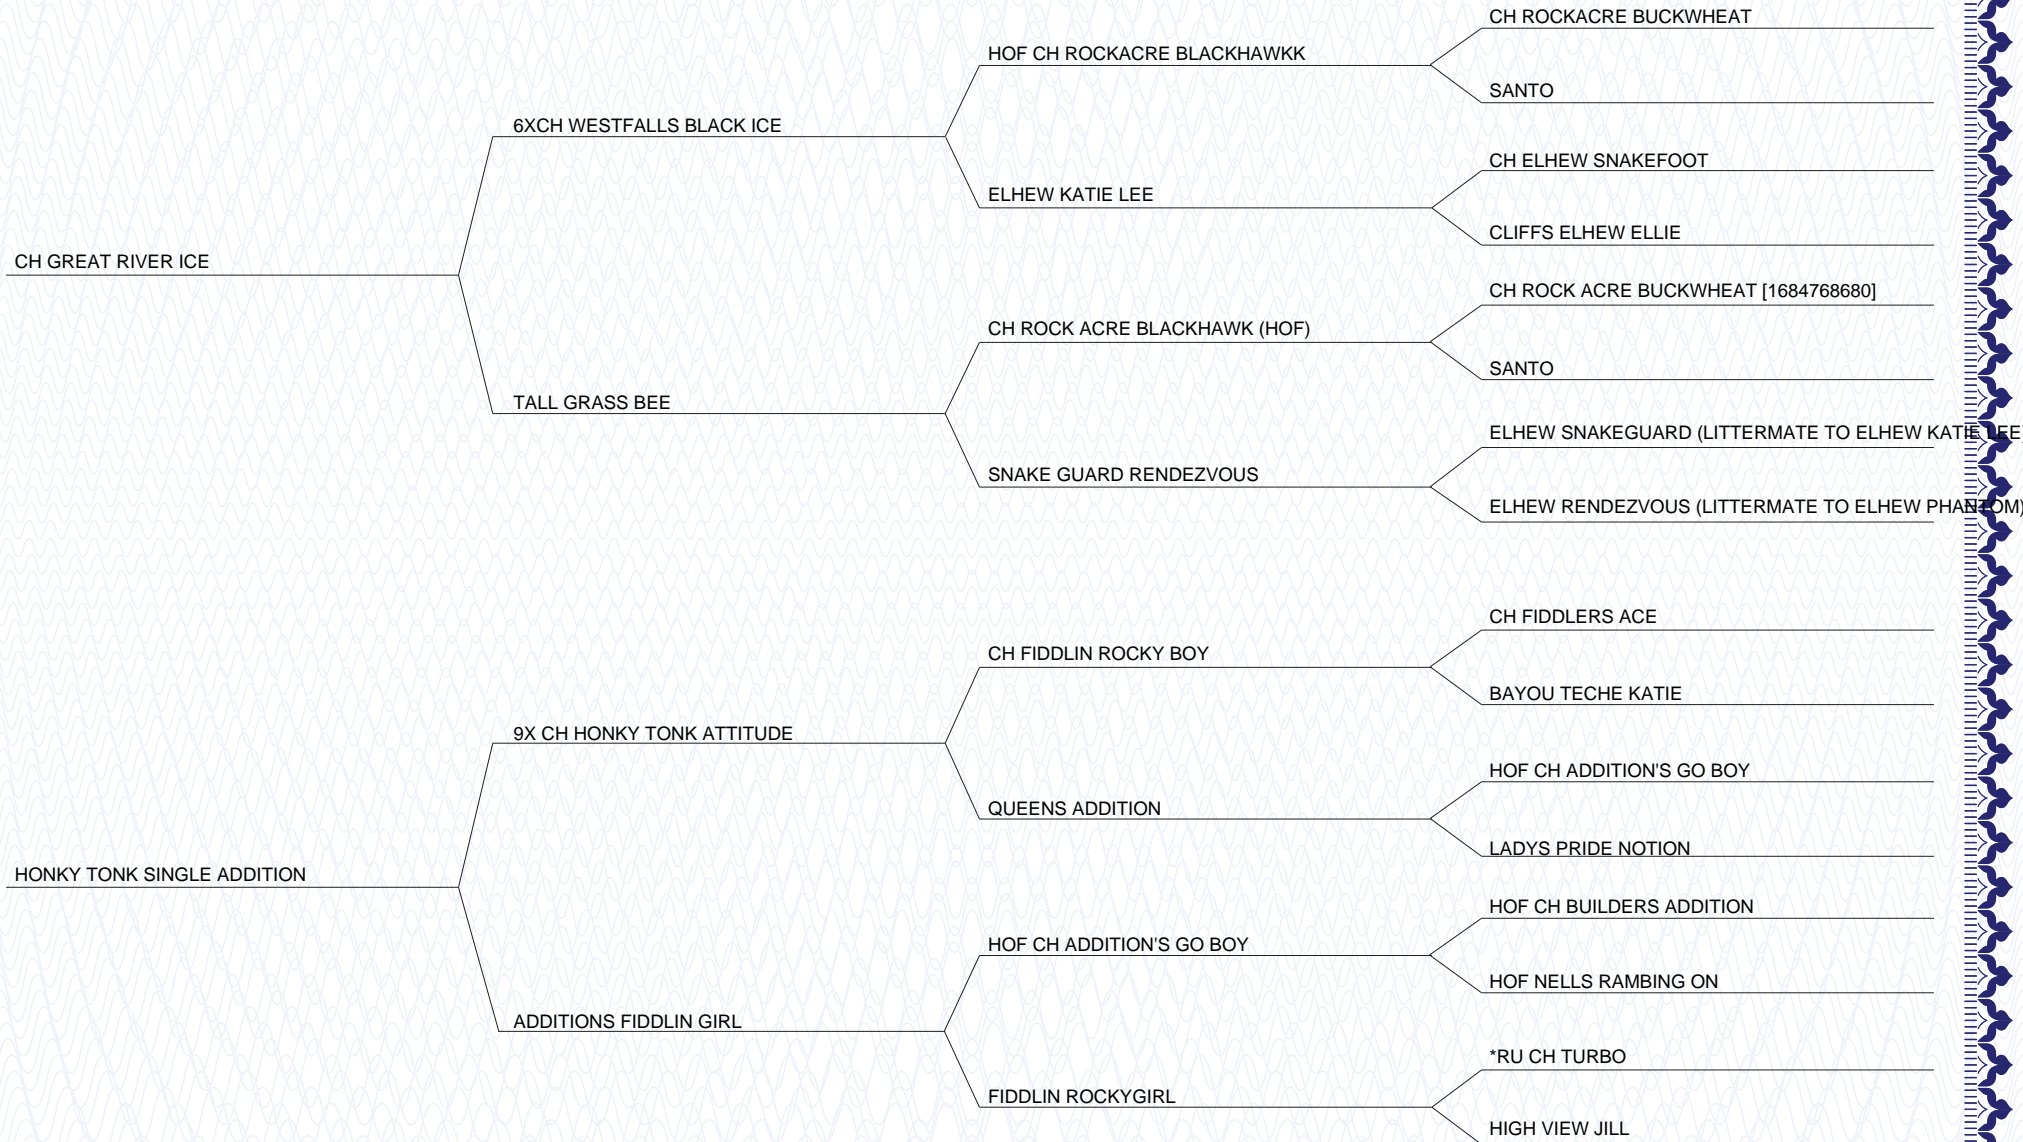 CH ROCKACRE BUCKWHEAT
HOF CH ROCKACRE BLACKHAWKK
SANTO
6XCH WESTFALLS BLACK ICE
CH ELHEW SNAKEFOOT
ELHEW KATIE LEE
CLIFFS ELHEW ELLIE
CH GREAT RIVER ICE
CH ROCK ACRE BUCKWHEAT [1684768680]
CH ROCK ACRE BLACKHAWK (HOF)
SANTO
TALL GRASS BEE
ELHEW SNAKEGUARD (LITTERMATE TO ELHEW KATIE LEE)
SNAKE GUARD RENDEZVOUS
ELHEW RENDEZVOUS (LITTERMATE TO ELHEW PHANTOM)
CH FIDDLERS ACE
CH FIDDLIN ROCKY BOY
BAYOU TECHE KATIE
9X CH HONKY TONK ATTITUDE
HOF CH ADDITION'S GO BOY
QUEENS ADDITION
LADYS PRIDE NOTION
HONKY TONK SINGLE ADDITION
HOF CH BUILDERS ADDITION
HOF CH ADDITION'S GO BOY
HOF NELLS RAMBING ON
ADDITIONS FIDDLIN GIRL
*RU CH TURBO
FIDDLIN ROCKYGIRL
HIGH VIEW JILL